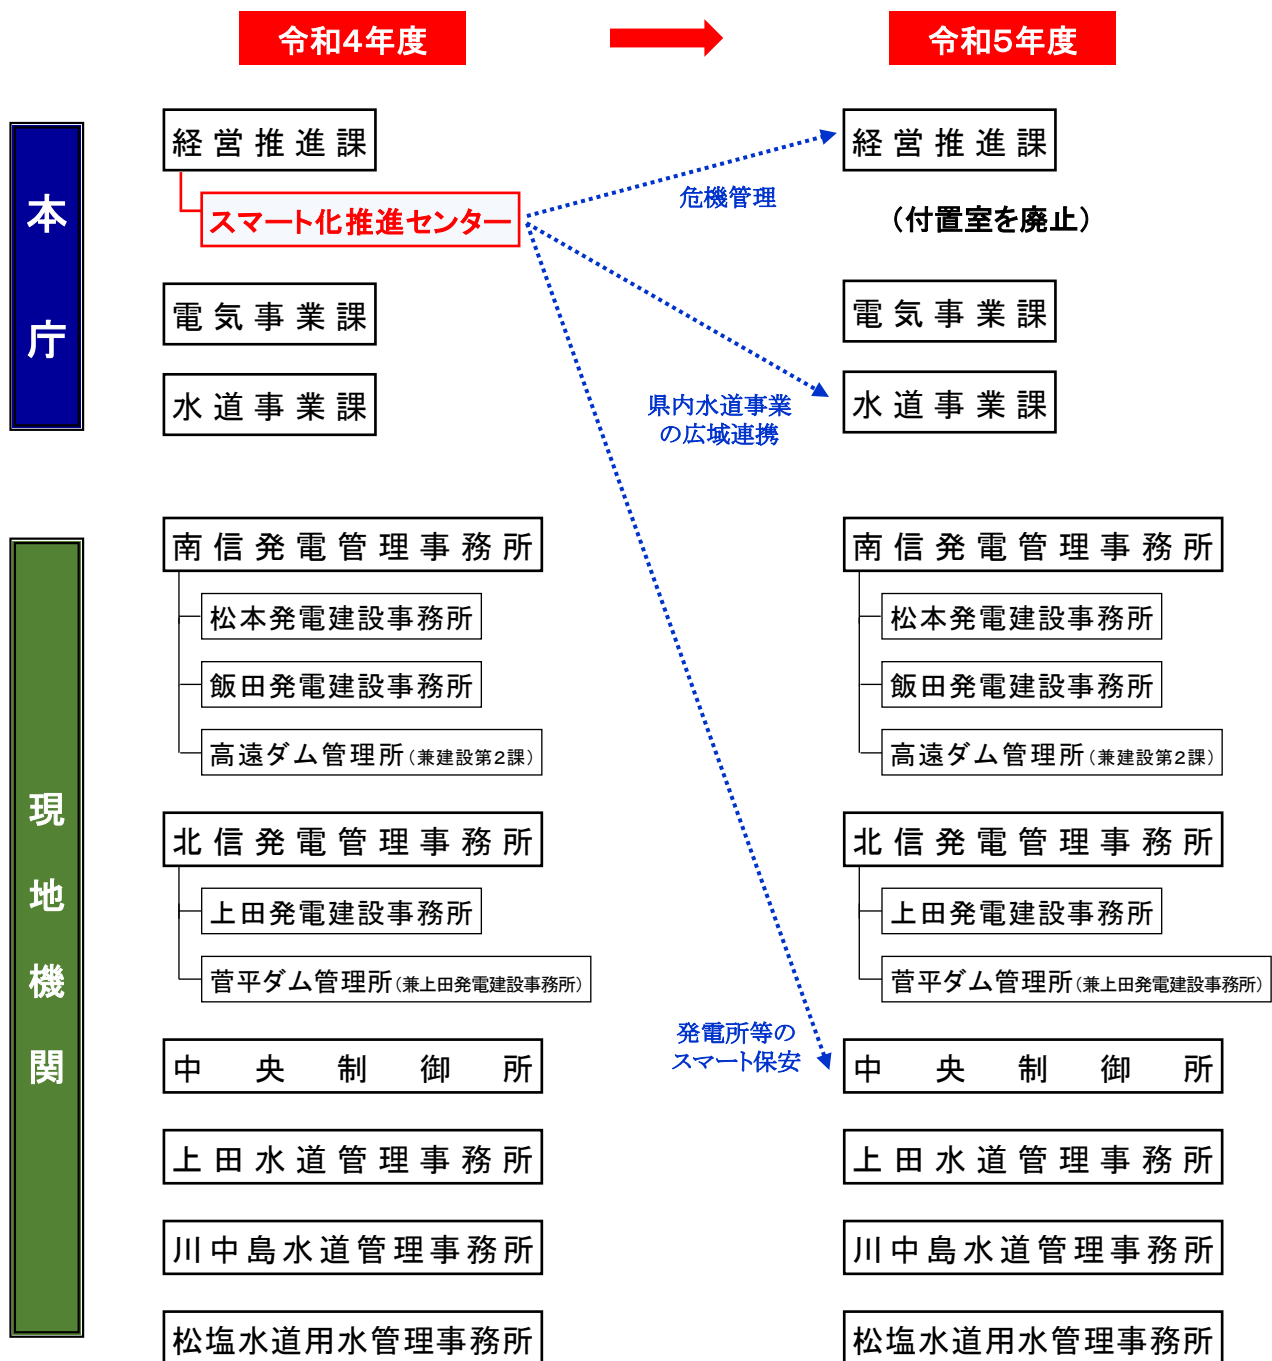 令和4年度
令和5年度
本庁
経営推進課
スマート化推進センター
電気事業課
水道事業課
危機管理
県内水道事業
の広域連携
経営推進課
（付置室を廃止）
電気事業課
水道事業課
現地機関
南信発電管理事務所
松本発電建設事務所
飯田発電建設事務所
高遠ダム管理所（兼建設第2課）
北信発電管理事務所
上田発電建設事務所
菅平ダム管理所（兼上田発電建設事務所）
中央制御所
上田水道管理事務所
川中島水道管理事務所
松塩水道用水管理事務所
発電所等の
スマート保安
南信発電管理事務所
松本発電建設事務所
飯田発電建設事務所
高遠ダム管理所（兼建設第2課）
北信発電管理事務所
上田発電建設事務所
菅平ダム管理所（兼上田発電建設事務所）
中央制御所
上田水道管理事務所
川中島水道管理事務所
松塩水道用水管理事務所